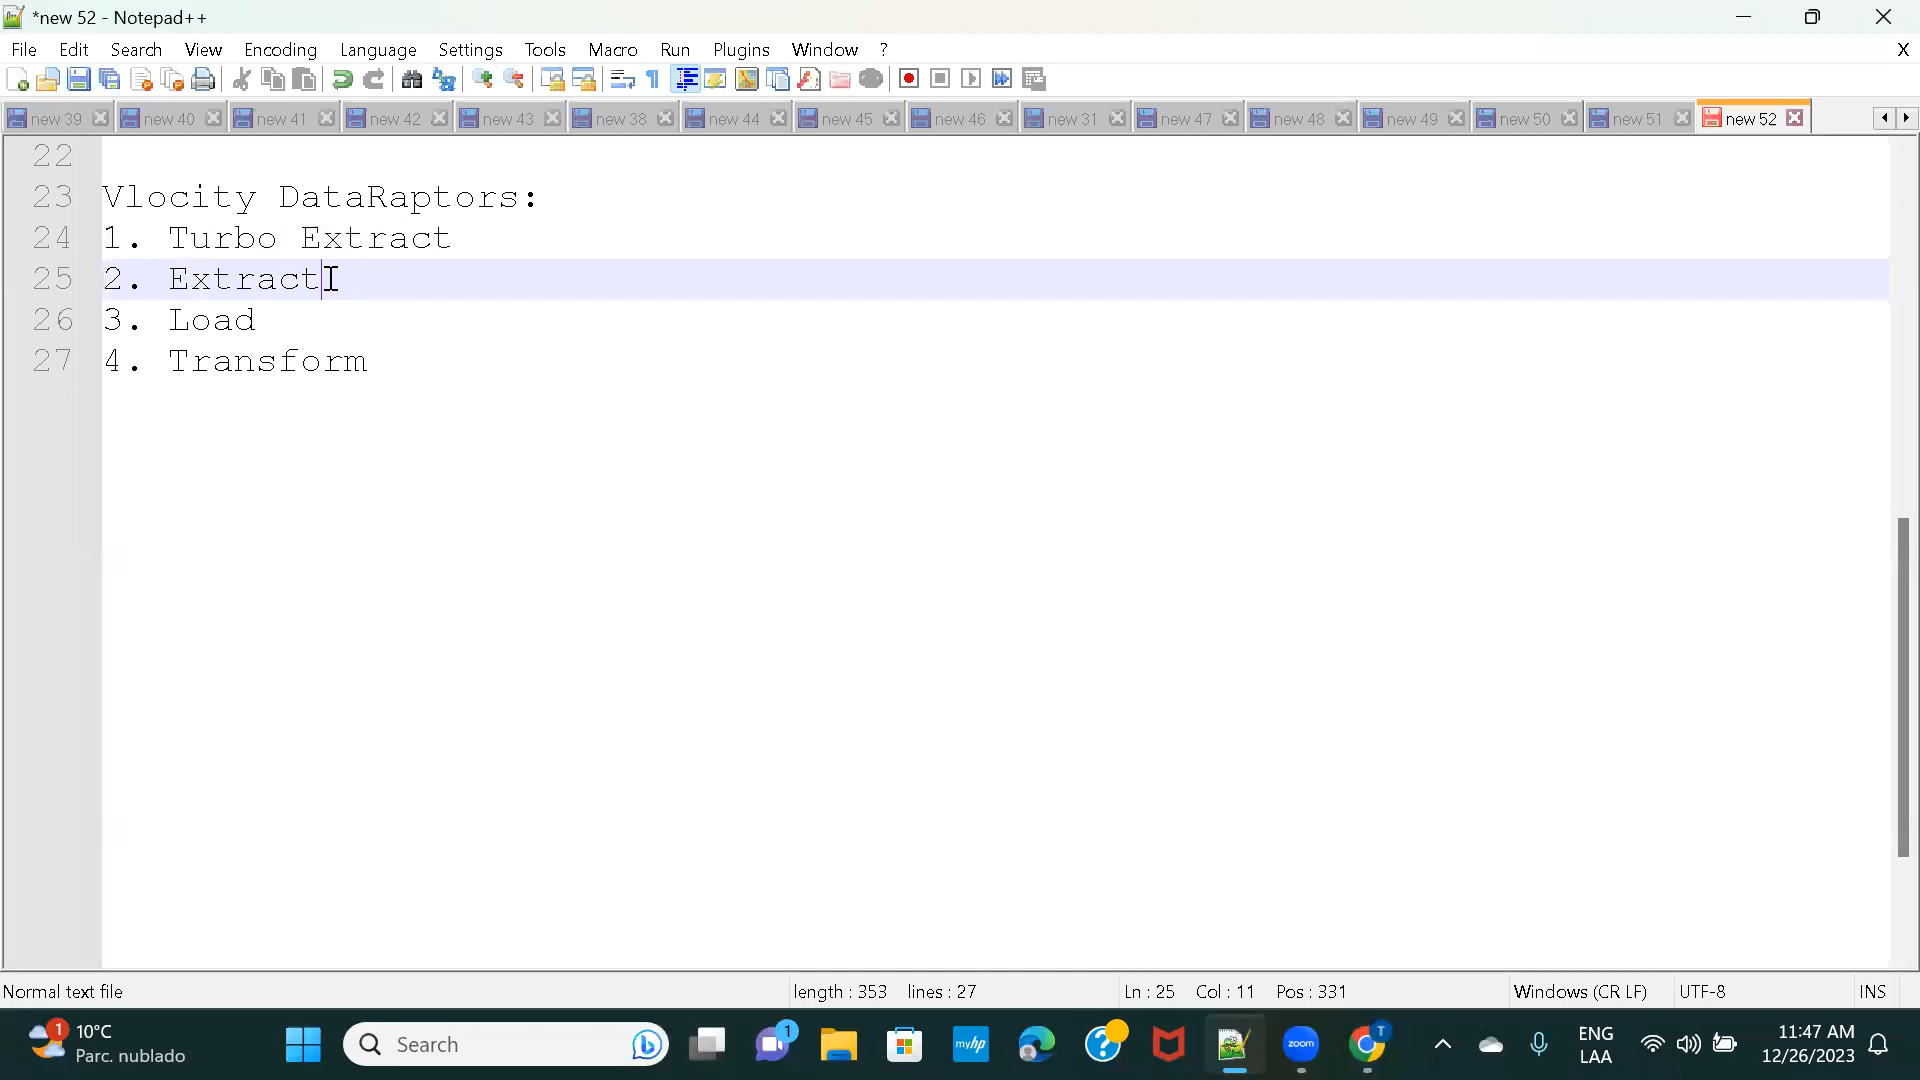 *new 52 - Notepad++
File Edit Search View Encoding Language Settings Tools Macro Run Plugins Window ? X
new 39 new 40 new 41 new 42 new 43 new 38 new 44 new 45 new 46 new 31 new 47 new 48 new 49 new 50 new 51 new 52
22
23 Vlocity DataRaptors:
24 1. Turbo Extract
25 2. Extract
26 3. Load
27 4. Transform
Normal text file length : 353 lines : 27 Ln : 25 Col : 11 Pos : 331 Windows (CR LF) UTF-8 INS
1 10°C
Parc. nublado
Search
1
myhp
?
zoom
T
ENG
LAA
11:47 AM
12/26/2023